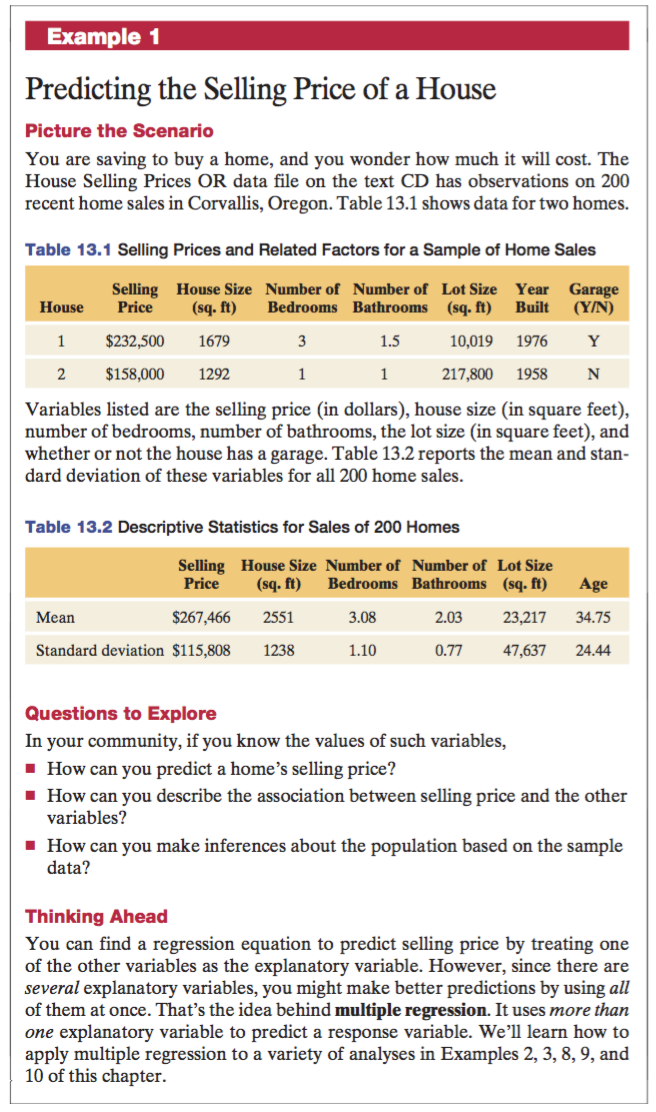 Example 1
Predicting the Selling Price of a House
Picture the Scenario
You are saving to buy a home, and you wonder how much it will cost. The
House Selling Prices OR data file on the text CD has observations on 200
recent home sales in Corvallis, Oregon. Table 13.1 shows data for two homes.
Table 13.1 Selling Prices and Related Factors for a Sample of Home Sales
Selling House Size Number of Number of Lot Size Year Garage
House Price (sq. ft) Bedrooms Bathrooms (sq. ft) Built (Y/N)
1 $232,500 1679 3 1.5 10,019 1976 Y
2 $158,000 1292 1 1 217,800 1958 N
Variables listed are the selling price (in dollars), house size (in square feet),
number of bedrooms, number of bathrooms, the lot size (in square feet), and
whether or not the house has a garage. Table 13.2 reports the mean and stan-
dard deviation of these variables for all 200 home sales.
Table 13.2 Descriptive Statistics for Sales of 200 Homes
Selling House Size Number of Number of Lot Size
Price (sq. ft) Bedrooms Bathrooms (sq. ft) Age
Mean $267,466 2551 3.08 2.03 23,217 34.75
Standard deviation $115,808 1238 1.10 0.77 47,637 24.44
Questions to Explore
In your community, if you know the values of such variables,
■ How can you predict a home's selling price?
■ How can you describe the association between selling price and the other
variables?
■ How can you make inferences about the population based on the sample
data?
Thinking Ahead
You can find a regression equation to predict selling price by treating one
of the other variables as the explanatory variable. However, since there are
several explanatory variables, you might make better predictions by using all
of them at once. That's the idea behind multiple regression. It uses more than
one explanatory variable to predict a response variable. We'll learn how to
apply multiple regression to a variety of analyses in Examples 2, 3, 8, 9, and
10 of this chapter.